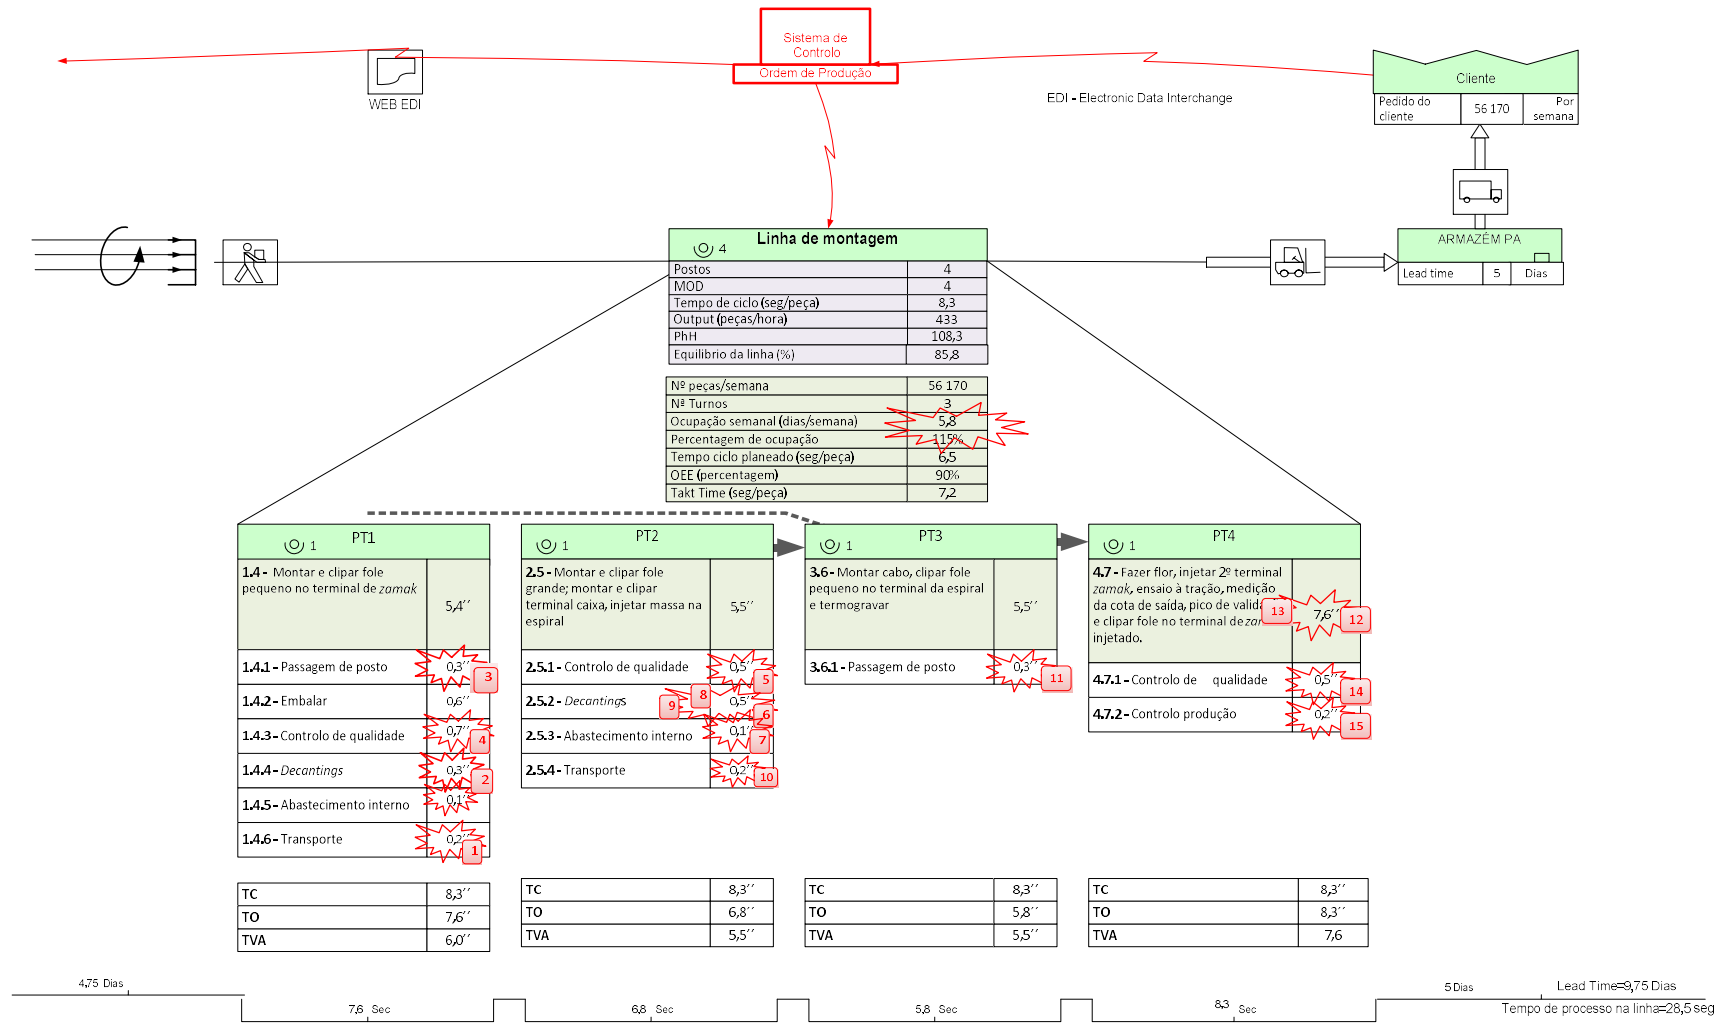 Sistema de
Controlo
Ordem de Produção
WEB EDI
EDI - Electronic Data Interchange
Cliente
Pedido do
cliente
56 170
Por
semana
ARMAZÉM PA
Lead time
5
Dias
Linha de montagem
4
Postos 4
MOD 4
Tempo de ciclo (seg/peça) 8,3
Output (peças/hora) 433
PhH 108,3
Equilibrio da linha (%) 85,8
Nº peças/semana 56 170
Nª Turnos 3
Ocupação semanal (dias/semana) 5,8
Percentagem de ocupação 115%
Tempo ciclo planeado (seg/peça) 6,5
OEE (percentagem) 90%
Takt Time (seg/peça) 7,2
PT1
1
1.4 - Montar e clipar fole
pequeno no terminal de zamak
5,4´´
1.4.1 - Passagem de posto 0,3´´
3
1.4.2 - Embalar 0,6´´
1.4.3 - Controlo de qualidade 0,7´´
4
1.4.4 - Decantings 0,3´´
2
1.4.5 - Abastecimento interno 0,1´´
1.4.6 - Transporte 0,2´´
1
TC 8,3´´
TO 7,6´´
TVA 6,0´´
PT2
1
2.5 - Montar e clipar fole
grande; montar e clipar
terminal caixa, injetar massa na
espiral
5,5´´
2.5.1 - Controlo de qualidade 0,5´´
5
2.5.2 - Decantings 0,5´´
9
8
6
2.5.3 - Abastecimento interno 0,1´´
7
2.5.4 - Transporte 0,2´´
10
TC 8,3´´
TO 6,8´´
TVA 5,5´´
PT3
1
3.6 - Montar cabo, clipar fole
pequeno no terminal da espiral
e termogravar
5,5´´
3.6.1 - Passagem de posto 0,3´´
11
TC 8,3´´
TO 5,8´´
TVA 5,5´´
PT4
1
4.7 - Fazer flor, injetar 2º terminal
zamak, ensaio à tração, medição
da cota de saída, pico de
e clipar fole no terminal de
injetado.
7,6´´
13
12
4.7.1 - Controlo de qualidade 0,5´´
14
4.7.2 - Controlo produção 0,2´´
15
TC 8,3´´
TO 8,3´´
TVA 7,6
4,75 Dias
7,6 Sec
6,8 Sec
5,8 Sec
8,3 Sec
5 Dias
Lead Time=9,75 Dias
Tempo de processo na linha=28,5 seg